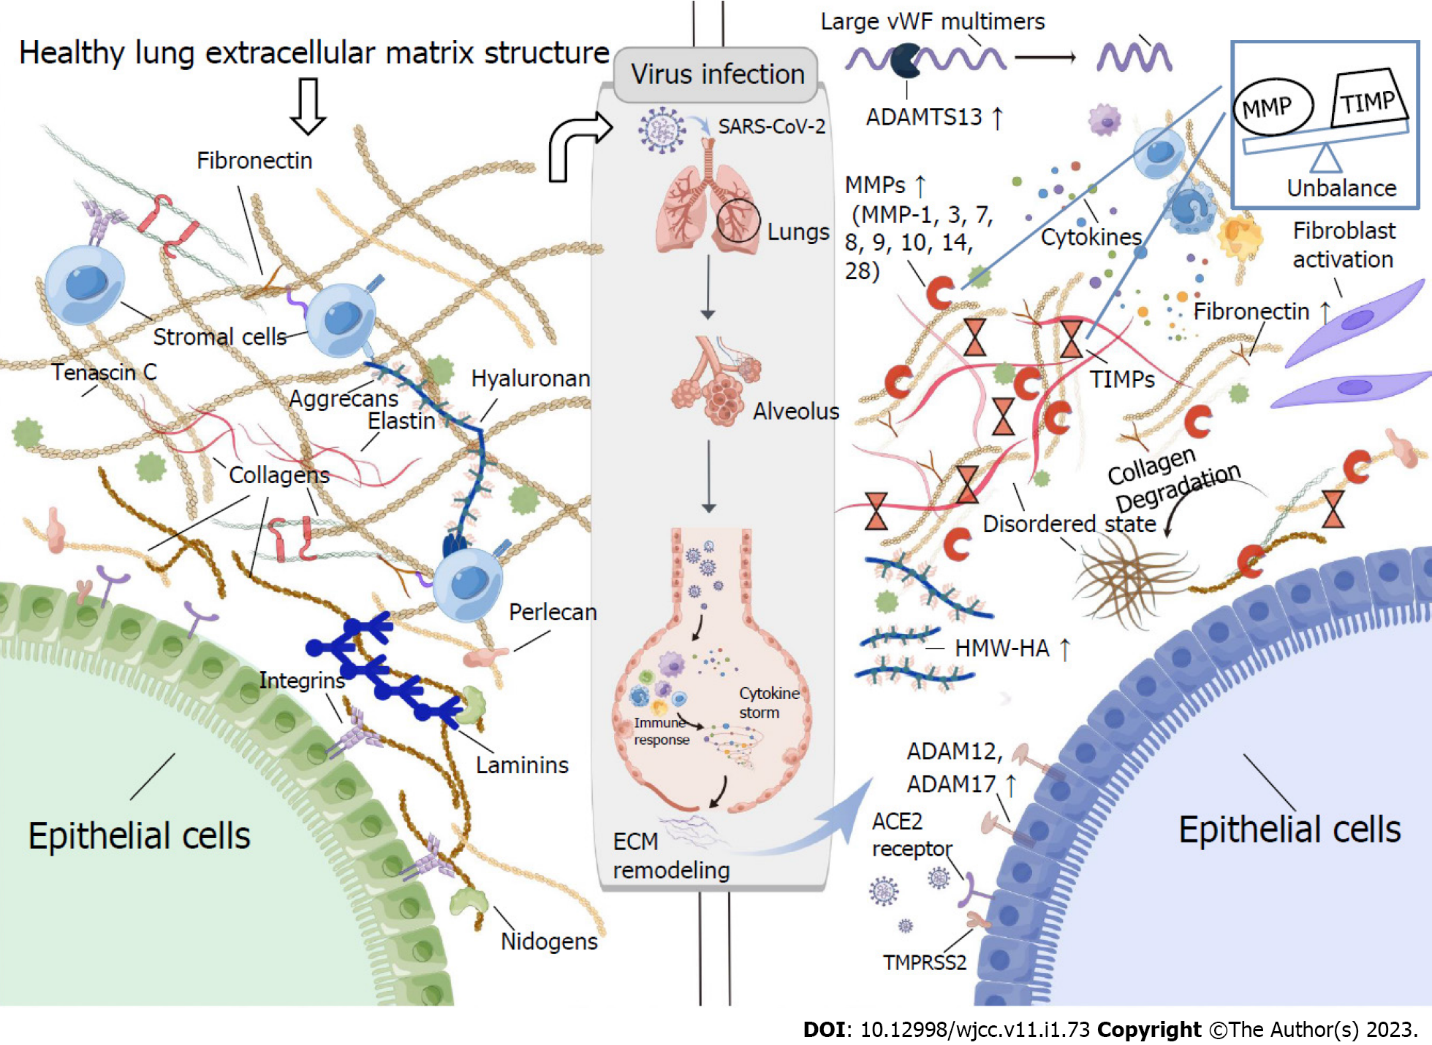 Healthy lung extracellular matrix structure
Fibronectin
Stromal cells
Tenascin C
Aggrecans
Hyaluronan
Elastin
Collagens
Perlecan
Integrins
Laminins
Epithelial cells
Nidogens
Virus infection
SARS-CoV-2
Lungs
Alveolus
Immune
response
Cytokine
storm
ECM
remodeling
Large vWF multimers
ADAMTS13 ↑
MMP
TIMP
Unbalance
MMPs ↑
(MMP-1, 3, 7,
8, 9, 10, 14,
28)
Cytokines
Fibroblast
activation
Fibronectin ↑
TIMPs
Collagen
Degradation
Disordered state
HMW-HA ↑
ADAM12,
ADAM17 ↑
ACE2
receptor
TMPRSS2
Epithelial cells
DOI: 10.12998/wjcc.v11.i1.73 Copyright ©The Author(s) 2023.